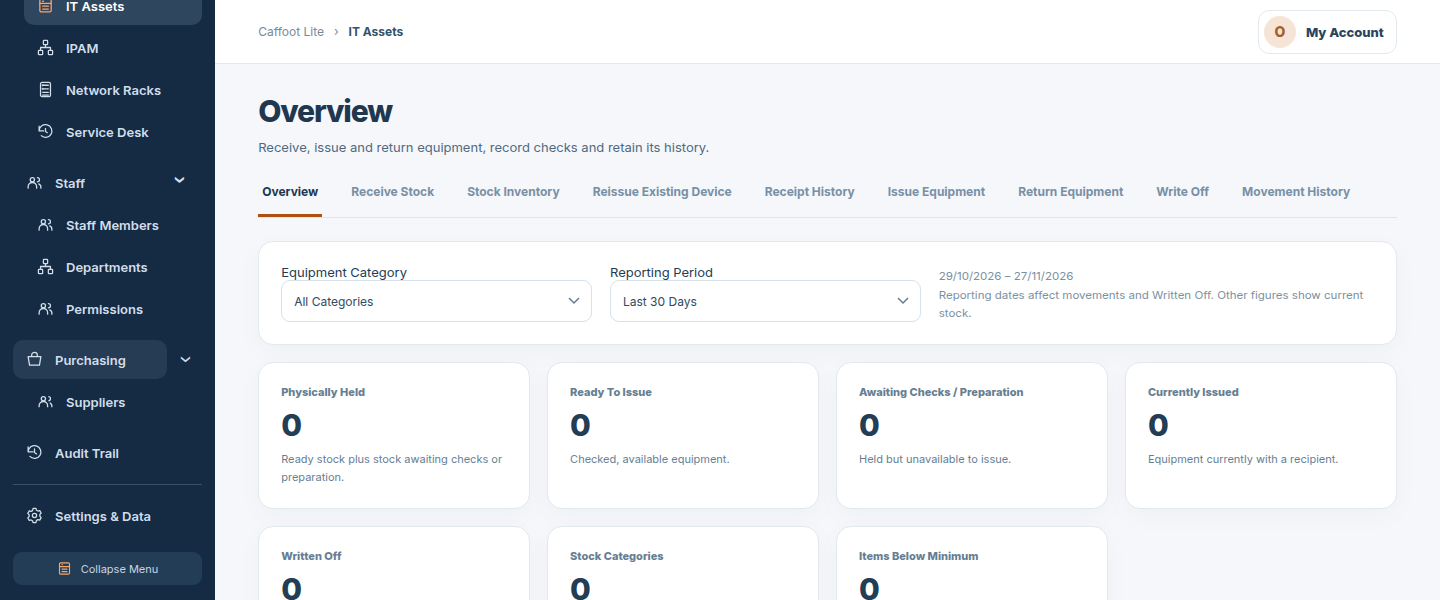 IT Assets
IPAM
Network Racks
Service Desk
Staff
Staff Members
Departments
Permissions
Purchasing
Suppliers
Audit Trail
Settings & Data
Collapse Menu
Caffoot Lite › IT Assets
O My Account
Overview
Receive, issue and return equipment, record checks and retain its history.
Overview Receive Stock Stock Inventory Reissue Existing Device Receipt History Issue Equipment Return Equipment Write Off Movement History
Equipment Category
All Categories
Reporting Period
Last 30 Days
29/10/2026 – 27/11/2026
Reporting dates affect movements and Written Off. Other figures show current
stock.
Physically Held
0
Ready stock plus stock awaiting checks or
preparation.
Ready To Issue
0
Checked, available equipment.
Awaiting Checks / Preparation
0
Held but unavailable to issue.
Currently Issued
0
Equipment currently with a recipient.
Written Off
0
Stock Categories
0
Items Below Minimum
0